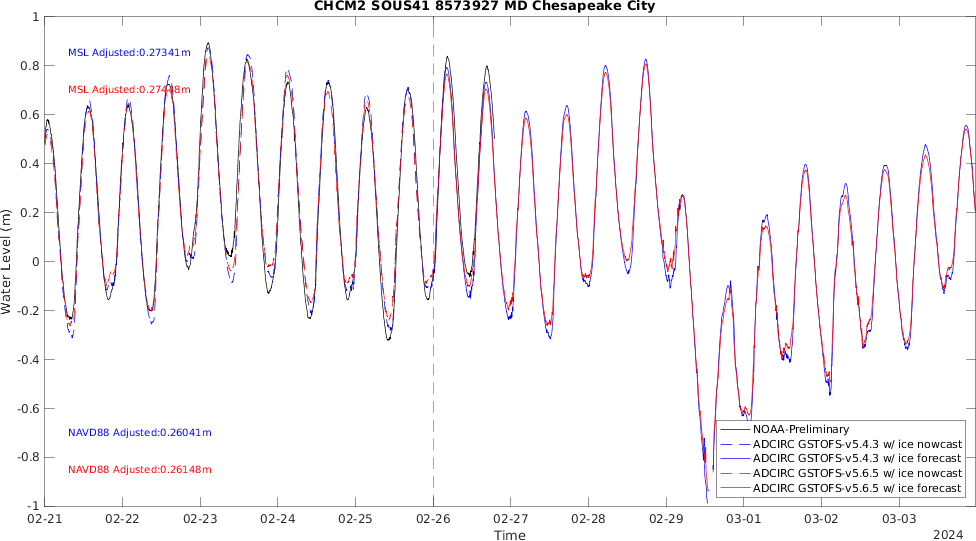 CHCM2 SOUS41 8573927 MD Chesapeake City
1
0.8
0.6
0.4
0.2
0
-0.2
-0.4
-0.6
-0.8
-1
Water Level (m)
MSL Adjusted:0.27341m
MSL Adjusted:0.27448m
NAVD88 Adjusted:0.26041m
NAVD88 Adjusted:0.26148m
NOAA-Preliminary
ADCIRC GSTOFS-v5.4.3 w/ ice nowcast
ADCIRC GSTOFS-v5.4.3 w/ ice forecast
ADCIRC GSTOFS-v5.6.5 w/ ice nowcast
ADCIRC GSTOFS-v5.6.5 w/ ice forecast
02-21 02-22 02-23 02-24 02-25 02-26 02-27 02-28 02-29 03-01 03-02 03-03
Time
2024